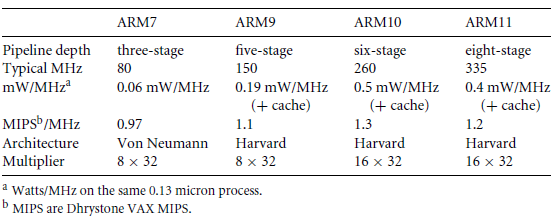 ARM7 ARM9 ARM10 ARM11
Pipeline depth three-stage five-stage six-stage eight-stage
Typical MHz 80 150 260 335
mW/MHzᵃ 0.06 mW/MHz 0.19 mW/MHz 0.5 mW/MHz 0.4 mW/MHz
(+ cache) (+ cache) (+ cache)
MIPSᵇ/MHz 0.97 1.1 1.3 1.2
Architecture Von Neumann Harvard Harvard Harvard
Multiplier 8 × 32 8 × 32 16 × 32 16 × 32
ᵃ Watts/MHz on the same 0.13 micron process.
ᵇ MIPS are Dhrystone VAX MIPS.